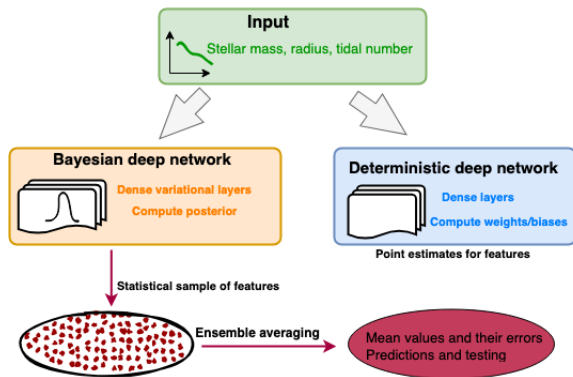 Input
Stellar mass, radius, tidal number
Bayesian deep network
Dense variational layers
Compute posterior
Deterministic deep network
Dense layers
Compute weights/biases
Point estimates for features
Statistical sample of features
Ensemble averaging
Mean values and their errors
Predictions and testing